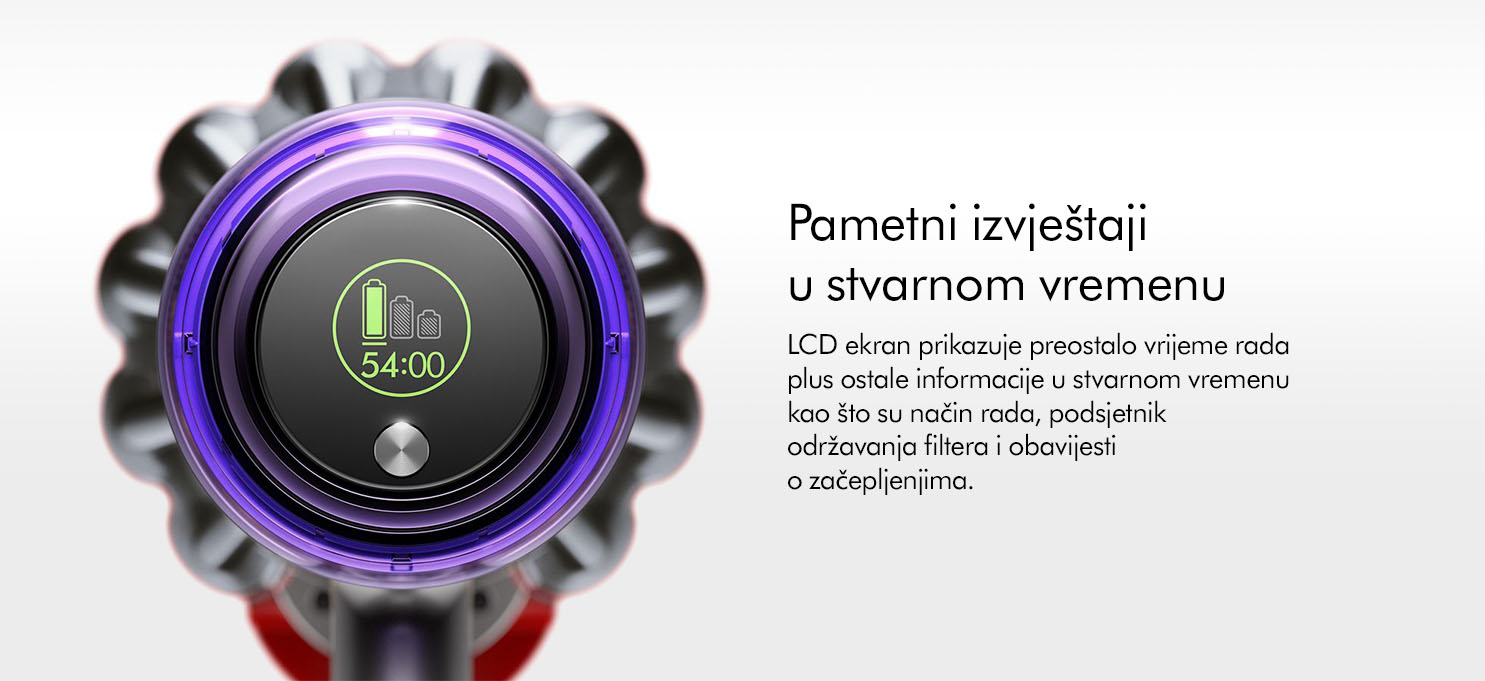 54:00
Pametni izvještaji
u stvarnom vremenu
LCD ekran prikazuje preostalo vrijeme rada
plus ostale informacije u stvarnom vremenu
kao što su način rada, podsjetnik
održavanja filtera i obavijesti
o začepljenjima.